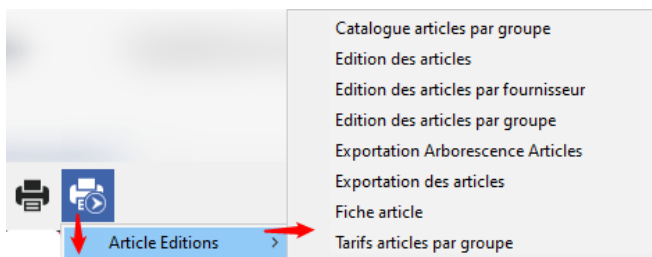 Catalogue articles par groupe
Edition des articles
Edition des articles par fournisseur
Edition des articles par groupe
Exportation Arborescence Articles
Exportation des articles
Fiche article
Tarifs articles par groupe
E
Article Editions